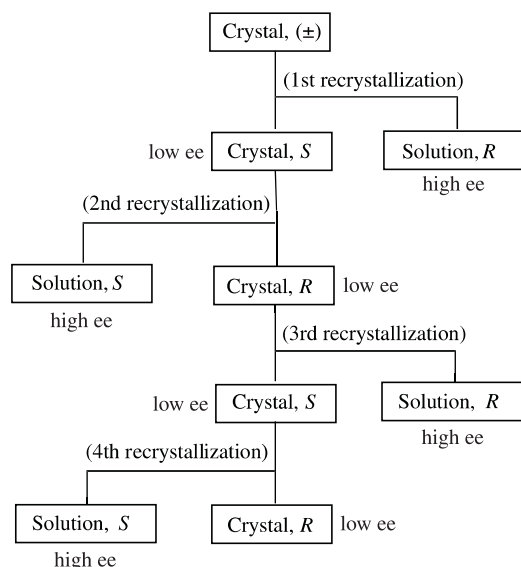 Crystal, (±)
(1st recrystallization)
low ee
Crystal, S
Solution, R
high ee
(2nd recrystallization)
Solution, S
high ee
Crystal, R
low ee
(3rd recrystallization)
low ee
Crystal, S
Solution, R
high ee
(4th recrystallization)
Solution, S
high ee
Crystal, R
low ee